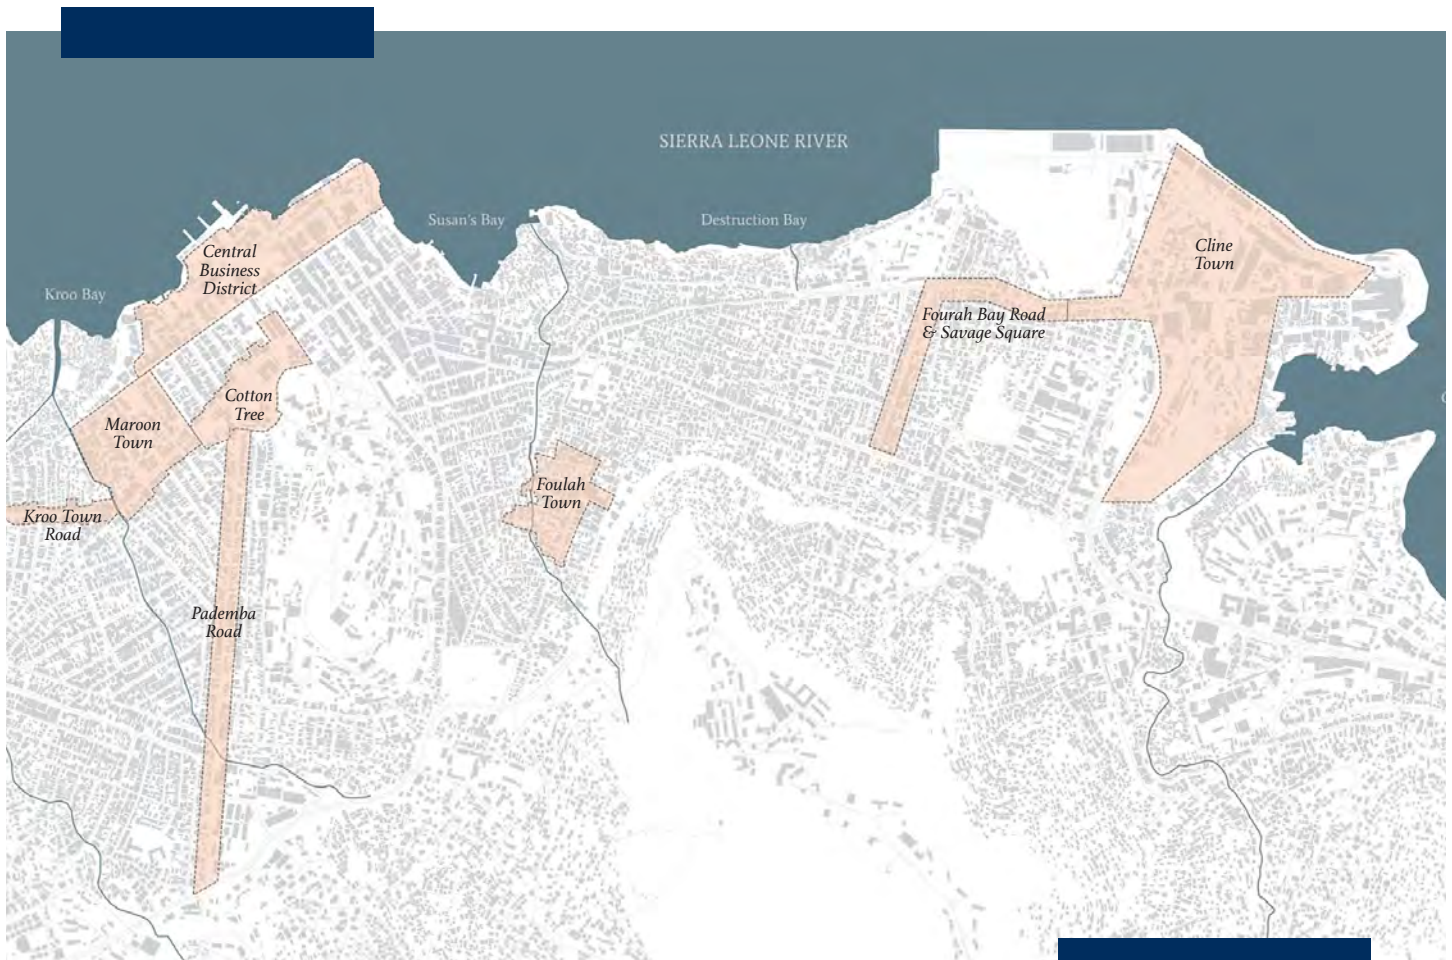 SIERRA LEONE RIVER
Susan's Bay
Destruction Bay
Central
Business
District
Cline
Town
Kroo Bay
Fourah Bay Road
& Savage Square
Cotton
Tree
Maroon
Town
Foulah
Town
Kroo Town
Road
Pademba
Road